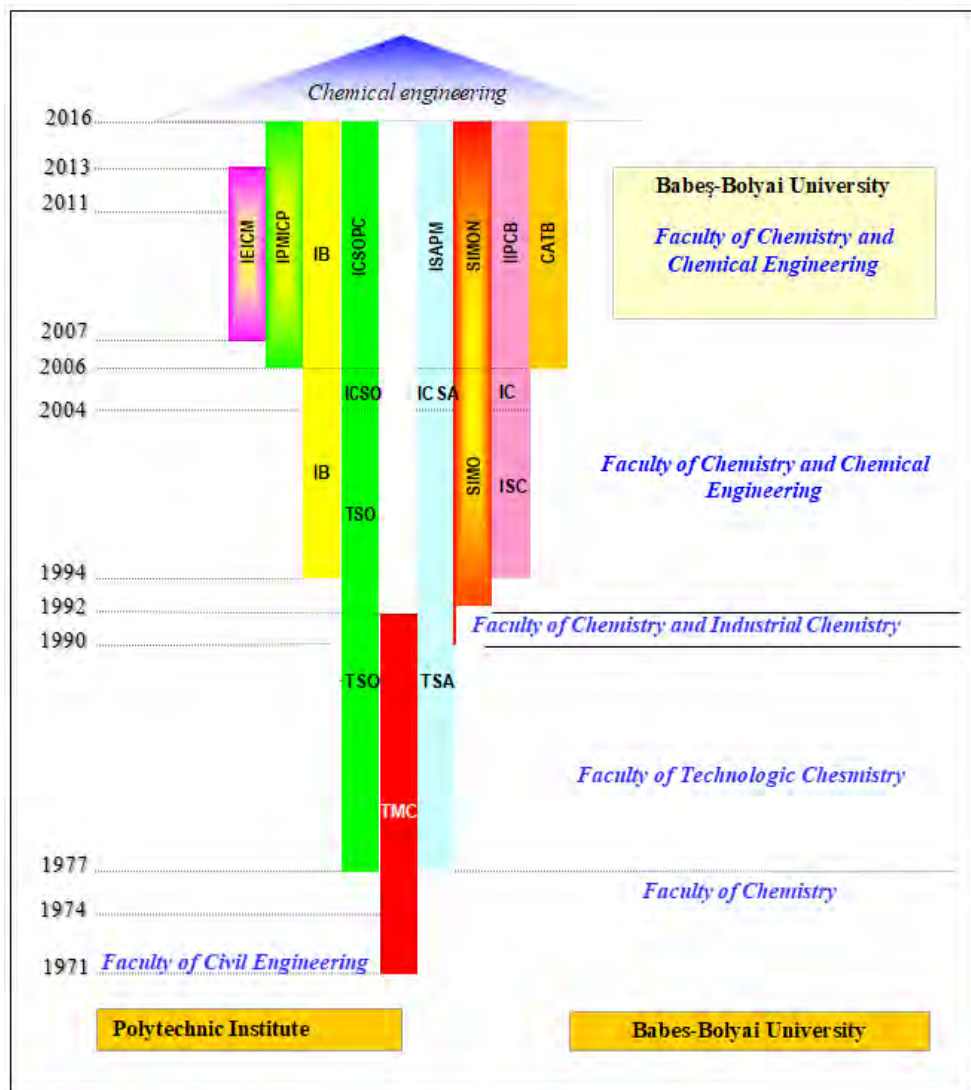 Chemical engineering
2016
2013
2011
2007
2006
2004
1994
1992
1990
1977
1974
1971
IEICM
IPMICP
IB
ICSOPC
ISAPM
SIMON
IIPCB
CATB
ICSO
IC SA
IC
IB
TSO
SIMO
ISC
TSO
TSA
TMC
Babeş-Bolyai University
Faculty of Chemistry and
Chemical Engineering
Faculty of Chemistry and Chemical
Engineering
Faculty of Chemistry and Industrial Chemistry
Faculty of Technologic Chesmistry
Faculty of Chemistry
Faculty of Civil Engineering
Polytechnic Institute
Babes-Bolyai University